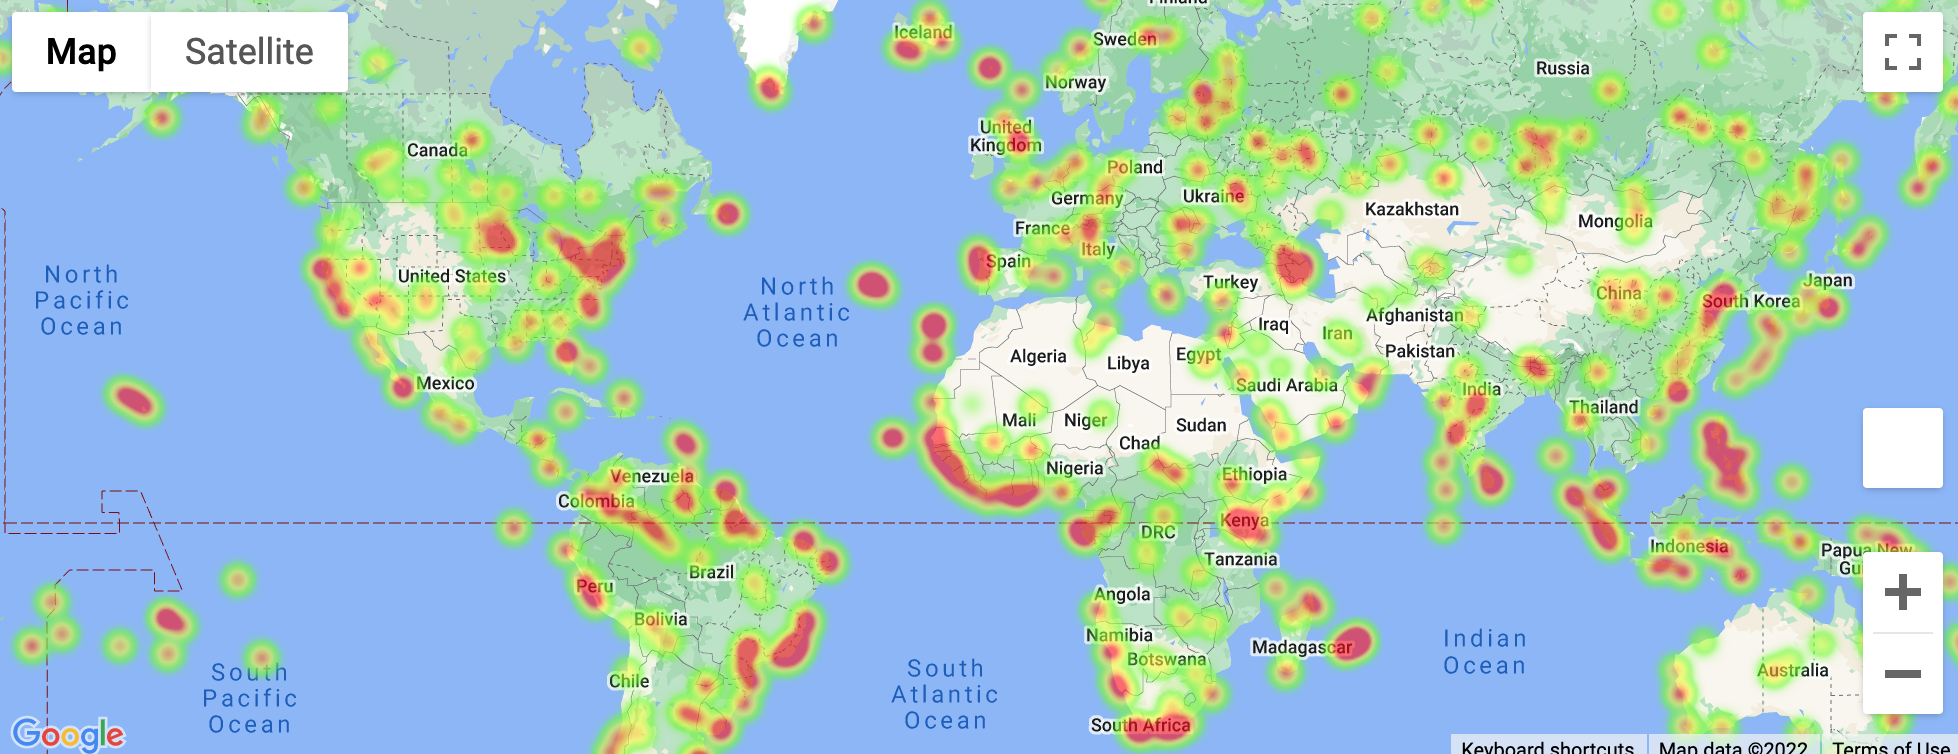 Map
Satellite
Finland
Iceland
Sweden
Norway
Russia
United
Kingdom
Canada
Poland
Germany
Ukraine
Kazakhstan
Mongolia
France
Italy
Spain
United States
Turkey
North
Pacific
Ocean
North
Atlantic
Ocean
China
Japan
South Korea
Afghanistan
Iraq
Iran
Pakistan
Algeria
Libya
Egypt
Saudi Arabia
India
Thailand
Mexico
Mali
Niger
Sudan
Chad
Nigeria
Ethiopia
Venezuela
Colombia
Kenya
DRC
Tanzania
Indonesia
Papua New
Gu
Brazil
Peru
Bolivia
Angola
Namibia
Botswana
Madagascar
Indian
Ocean
Australia
Chile
South
Pacific
Ocean
South
Atlantic
Ocean
South Africa
Google
Keyboard shortcuts
Map data ©2022
Terms of Use